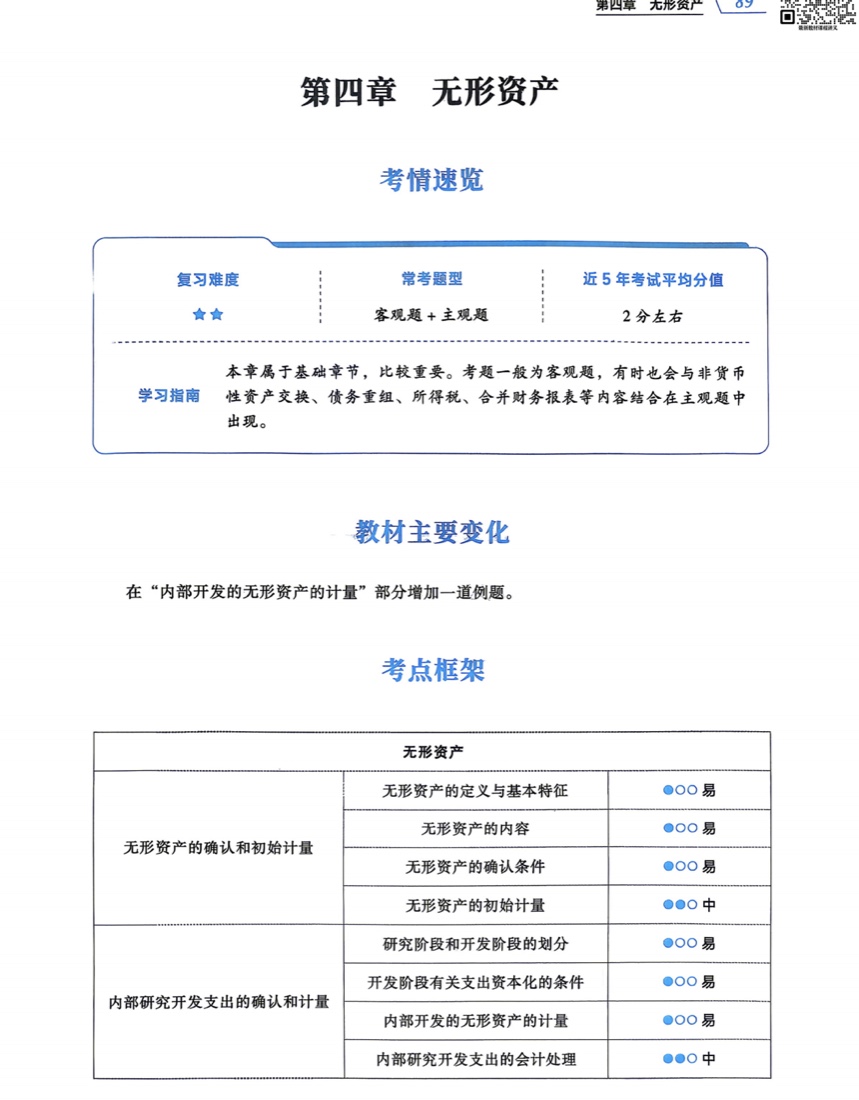 第四章 无形资产 89
最新教材课程讲义
第四章 无形资产
考情速览
复习难度 常考题型 近 5 年考试平均分值
★★ 客观题 + 主观题 2 分左右
学习指南
本章属于基础章节，比较重要。考题一般为客观题，有时也会与非货币
性资产交换、债务重组、所得税、合并财务报表等内容结合在主观题中
出现。
教材主要变化
在“内部开发的无形资产的计量”部分增加一道例题。
考点框架
无形资产
无形资产的确认和初始计量
无形资产的定义与基本特征 ●○○ 易
无形资产的内容 ●○○ 易
无形资产的确认条件 ●○○ 易
无形资产的初始计量 ●●○ 中
内部研究开发支出的确认和计量
研究阶段和开发阶段的划分 ●○○ 易
开发阶段有关支出资本化的条件 ●○○ 易
内部开发的无形资产的计量 ●○○ 易
内部研究开发支出的会计处理 ●●○ 中